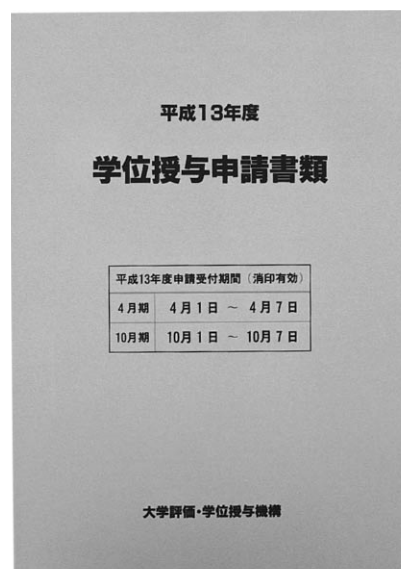 平成13年度
学位授与申請書類
平成13年度申請受付期間(消印有効)
4月期 4月1日 ~ 4月7日
10月期 10月1日 ~ 10月7日
大学評価・学位授与機構